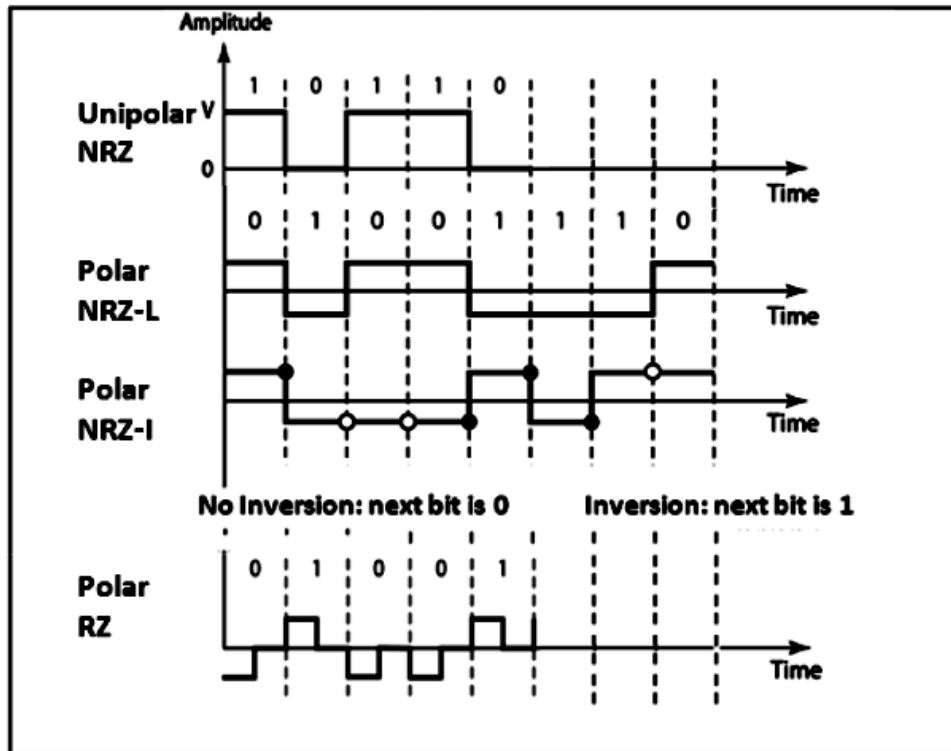 Amplitude
1 0 1 1 0
Unipolar V
NRZ
0
Time
0 1 0 0 1 1 1 0
Polar
NRZ-L
Time
Polar
NRZ-I
Time
No Inversion: next bit is 0 Inversion: next bit is 1
0 1 0 0 1
Polar
RZ
Time